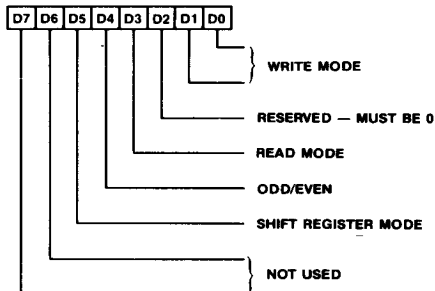 D7 D6 D5 D4 D3 D2 D1 D0
WRITE MODE
RESERVED — MUST BE 0
READ MODE
ODD/EVEN
SHIFT REGISTER MODE
NOT USED